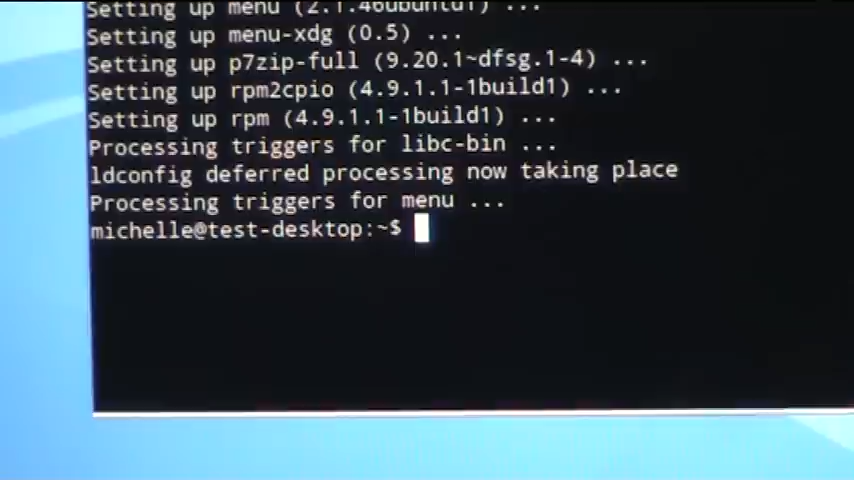 Setting up menu (2.1.46ubuntu1) ...
Setting up menu-xdg (0.5) ...
Setting up p7zip-full (9.20.1~dfsg.1-4) ...
Setting up rpm2cpio (4.9.1.1-1build1) ...
Setting up rpm (4.9.1.1-1build1) ...
Processing triggers for libc-bin ...
ldconfig deferred processing now taking place
Processing triggers for menu ...
michelle@test-desktop:~$